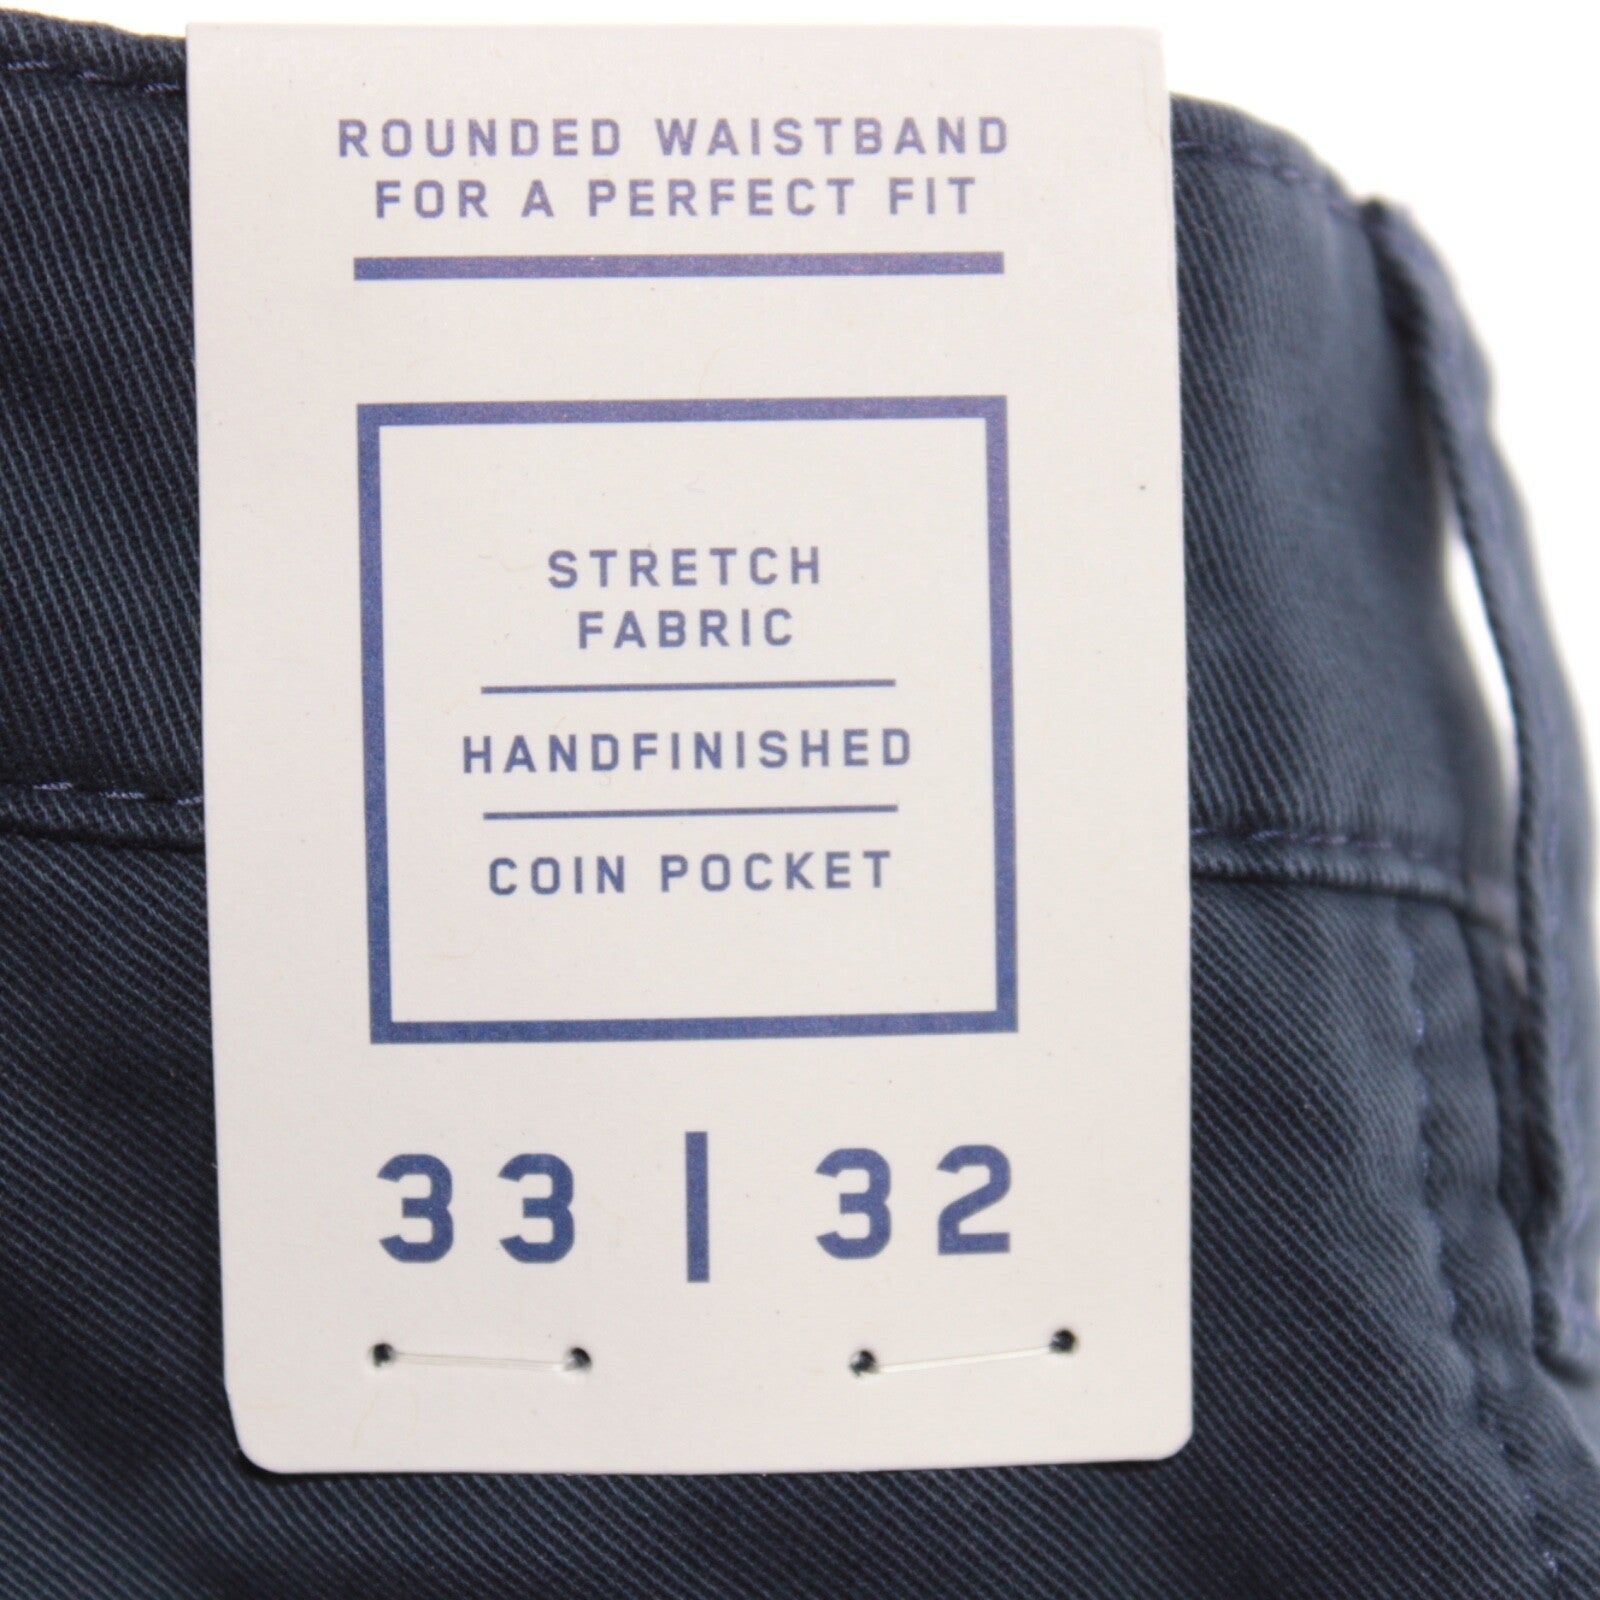 ROUNDED WAISTBAND
FOR A PERFECT FIT
STRETCH
FABRIC
HANDFINISHED
COIN POCKET
33 | 32